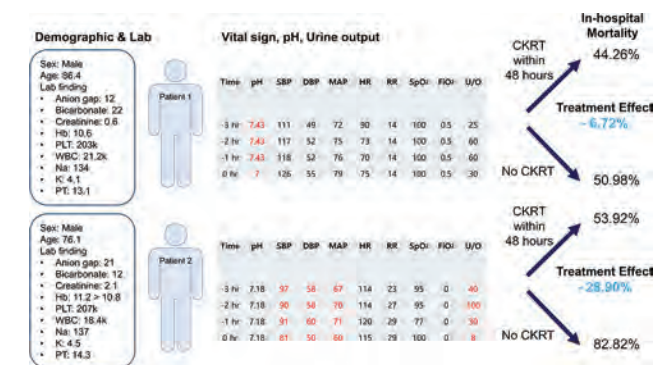 Demographic & Lab
Vital sign, pH, Urine output
In-hospital
Mortality
Sex: Male
Age: 86.4
Lab finding
• Anion gap: 12
• Bicarbonate: 22
• Creatinine: 0.6
• Hb: 10.6
• PLT: 203k
• WBC: 21.2k
• Na: 134
• K: 4.1
• PT: 13.1
Patient 1
Time pH SBP DBP MAP HR RR SpO2 FiO2 U/O
-3 hr 7.43 111 49 72 90 14 100 0.5 25
-2 hr 7.43 117 52 75 73 14 100 0.5 60
-1 hr 7.43 118 52 76 70 14 100 0.5 60
0 hr 7 126 55 79 75 14 100 0.5 30
CKRT
within
48 hours
44.26%
Treatment Effect
-6.72%
No CKRT
50.98%
Sex: Male
Age: 76.1
Lab finding
• Anion gap: 21
• Bicarbonate: 12
• Creatinine: 2.1
• Hb: 11.2 > 10.8
• PLT: 207k
• WBC: 18.4k
• Na: 137
• K: 4.5
• PT: 14.3
Patient 2
Time pH SBP DBP MAP HR RR SpO2 FiO2 U/O
-3 hr 7.18 97 58 67 114 23 95 0 40
-2 hr 7.18 90 58 70 114 27 95 0 100
-1 hr 7.18 91 60 71 120 29 77 0 30
0 hr 7.18 81 50 60 115 29 100 0 8
CKRT
within
48 hours
53.92%
Treatment Effect
-28.90%
No CKRT
82.82%